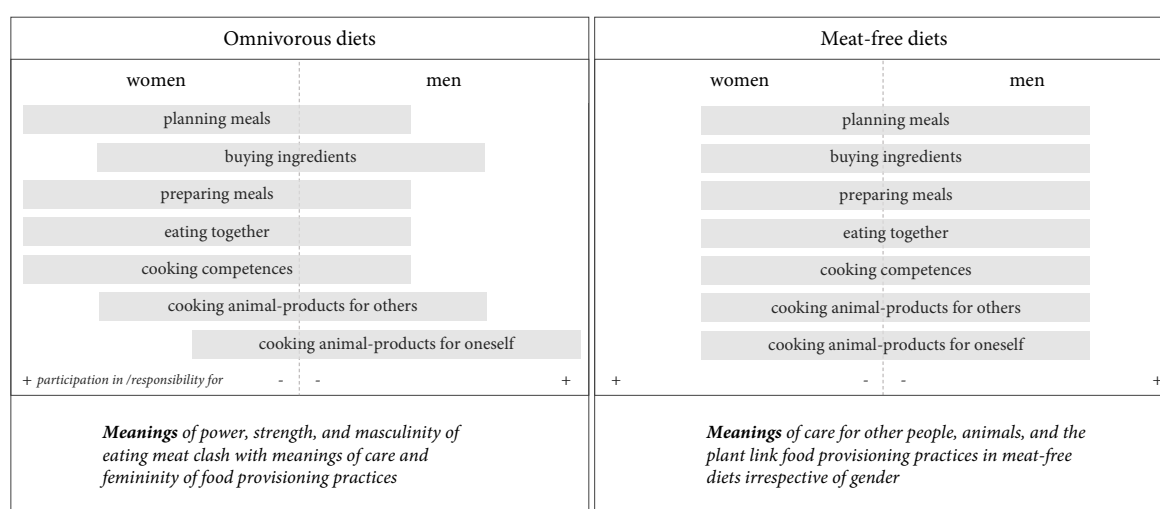 Omnivorous diets
women men
planning meals
buying ingredients
preparing meals
eating together
cooking competences
cooking animal-products for others
cooking animal-products for oneself
+ participation in /responsibility for - - +
Meanings of power, strength, and masculinity of
eating meat clash with meanings of care and
femininity of food provisioning practices
Meat-free diets
women men
planning meals
buying ingredients
preparing meals
eating together
cooking competences
cooking animal-products for others
cooking animal-products for oneself
+ - - +
Meanings of care for other people, animals, and the
plant link food provisioning practices in meat-free
diets irrespective of gender